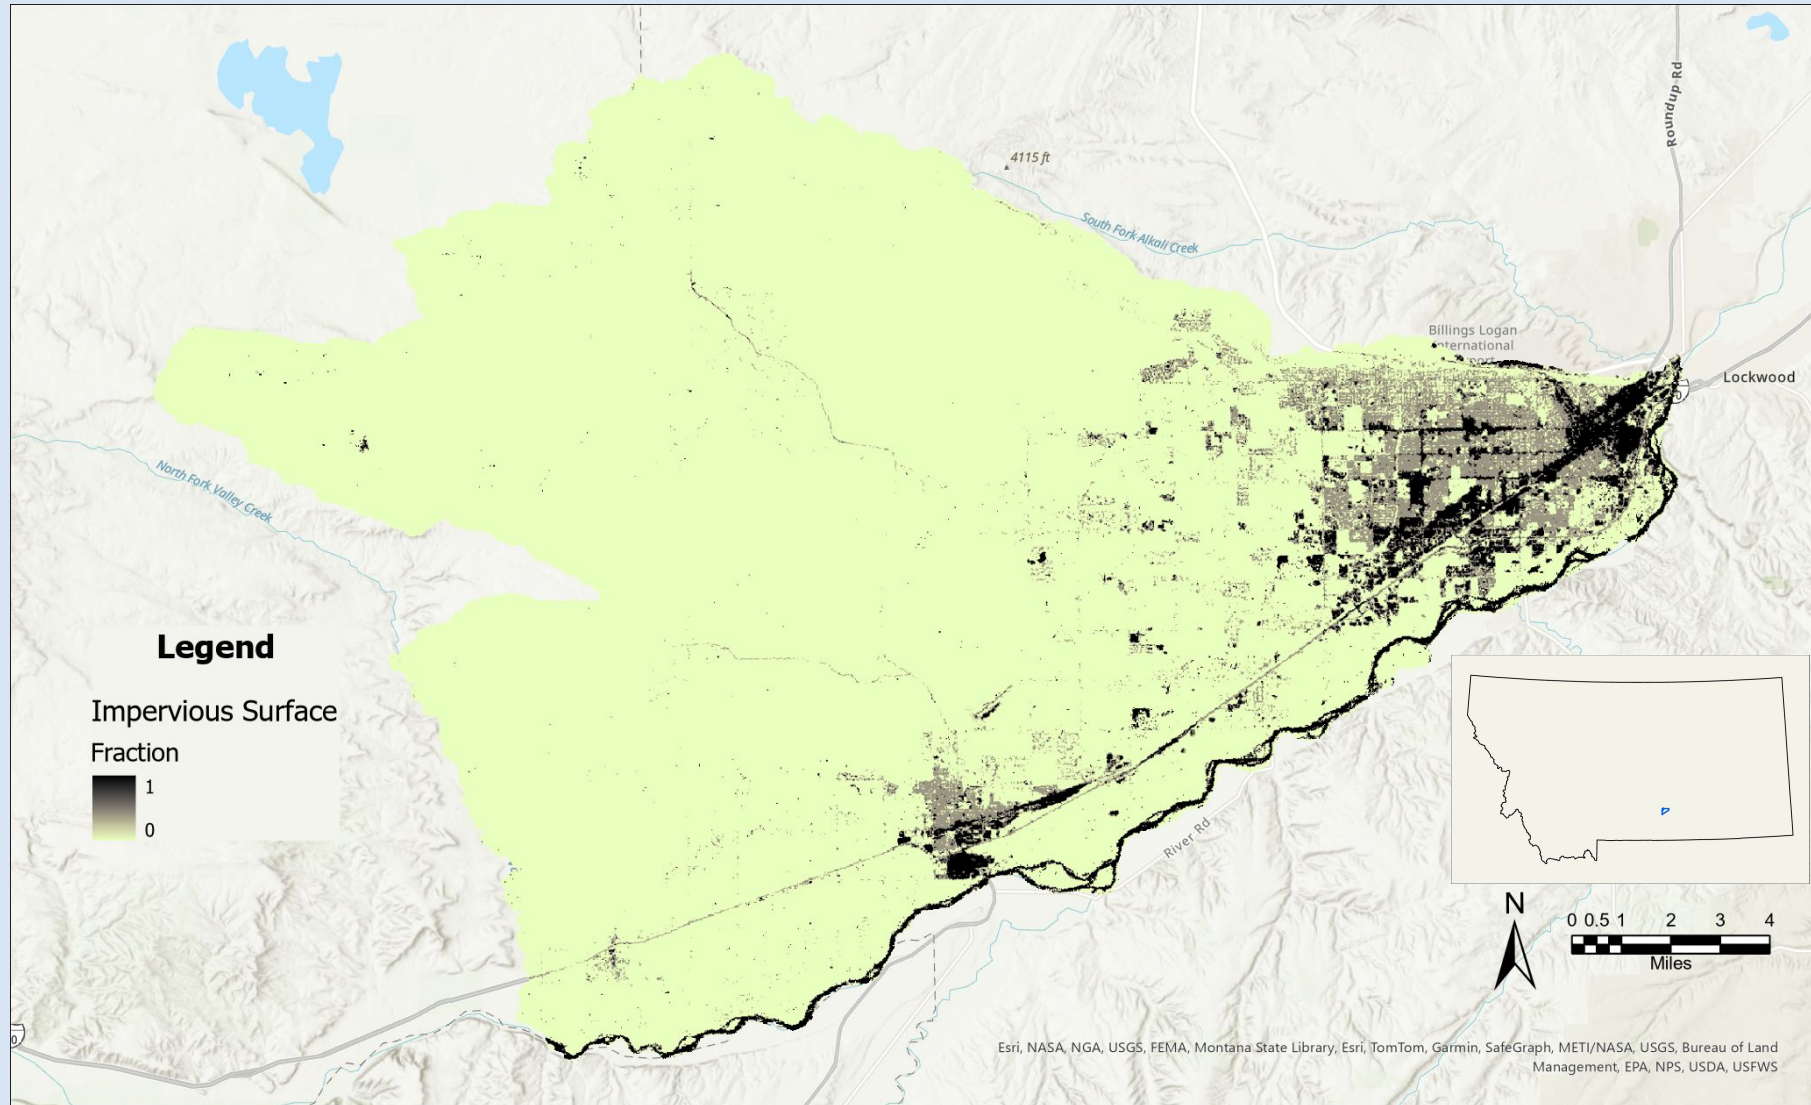 Roundup Rd
4115 ft
South Fork Alkali Creek
Billings Logan
International
port
Lockwood
North Fork Valley Creek
Legend
Impervious Surface
Fraction
1
0
River Rd
N
0 0.5 1 2 3 4
Miles
0
Esri, NASA, NGA, USGS, FEMA, Montana State Library, Esri, TomTom, Garmin, SafeGraph, METI/NASA, USGS, Bureau of Land
Management, EPA, NPS, USDA, USFWS